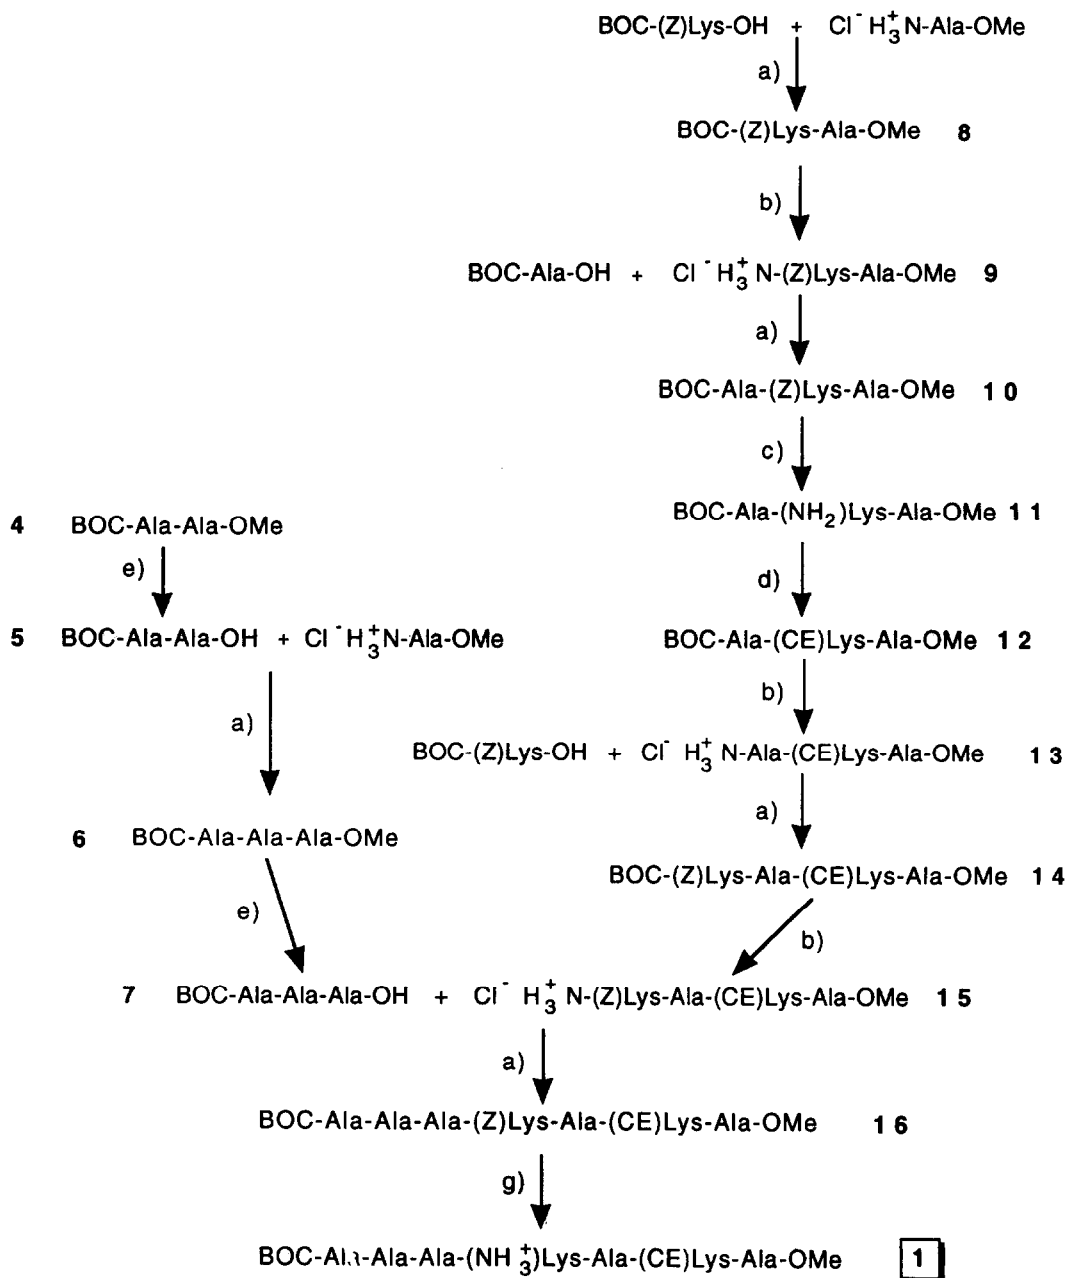 BOC-(Z)Lys-OH + Cl⁻ H₃⁺N-Ala-OMe
a)
BOC-(Z)Lys-Ala-OMe 8
b)
BOC-Ala-OH + Cl⁻ H₃⁺N-(Z)Lys-Ala-OMe 9
a)
BOC-Ala-(Z)Lys-Ala-OMe 10
c)
BOC-Ala-(NH₂)Lys-Ala-OMe 11
4 BOC-Ala-Ala-OMe
e)
d)
5 BOC-Ala-Ala-OH + Cl⁻ H₃⁺N-Ala-OMe
BOC-Ala-(CE)Lys-Ala-OMe 12
b)
a)
BOC-(Z)Lys-OH + Cl⁻ H₃⁺N-Ala-(CE)Lys-Ala-OMe 13
a)
6 BOC-Ala-Ala-Ala-OMe
BOC-(Z)Lys-Ala-(CE)Lys-Ala-OMe 14
e)
b)
7 BOC-Ala-Ala-Ala-OH + Cl⁻ H₃⁺N-(Z)Lys-Ala-(CE)Lys-Ala-OMe 15
a)
BOC-Ala-Ala-Ala-(Z)Lys-Ala-(CE)Lys-Ala-OMe 16
g)
BOC-Ala-Ala-Ala-(NH₃⁺)Lys-Ala-(CE)Lys-Ala-OMe 1